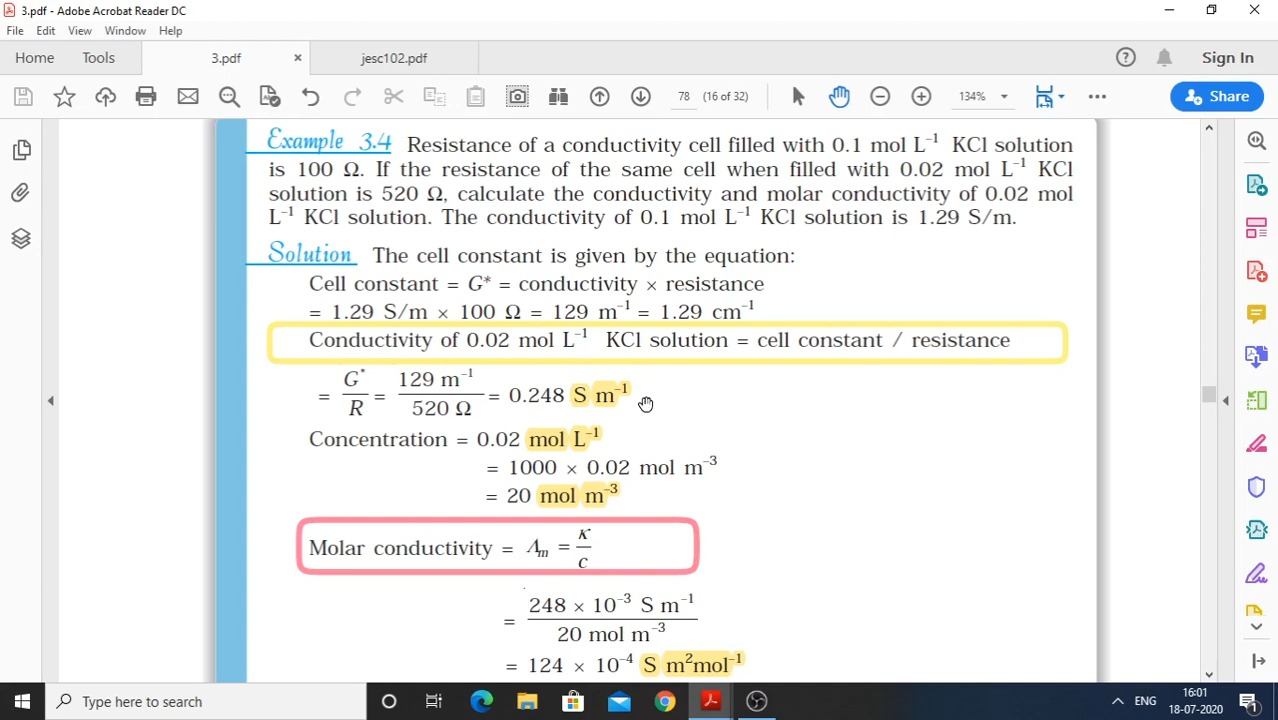 3.pdf - Adobe Acrobat Reader DC
File Edit View Window Help
Home Tools 3.pdf × jesc102.pdf ? Sign In
78 (16 of 32) 134% Share
Example 3.4 Resistance of a conductivity cell filled with 0.1 mol L⁻¹ KCl solution
is 100 Ω. If the resistance of the same cell when filled with 0.02 mol L⁻¹ KCl
solution is 520 Ω, calculate the conductivity and molar conductivity of 0.02 mol
L⁻¹ KCl solution. The conductivity of 0.1 mol L⁻¹ KCl solution is 1.29 S/m.
Solution The cell constant is given by the equation:
Cell constant = G* = conductivity × resistance
= 1.29 S/m × 100 Ω = 129 m⁻¹ = 1.29 cm⁻¹
Conductivity of 0.02 mol L⁻¹ KCl solution = cell constant / resistance
= G*/R = 129 m⁻¹/520 Ω = 0.248 S m⁻¹
Concentration = 0.02 mol L⁻¹
= 1000 × 0.02 mol m⁻³
= 20 mol m⁻³
Molar conductivity = Λm = κ/c
= 248 × 10⁻³ S m⁻¹/20 mol m⁻³
= 124 × 10⁻⁴ S m²mol⁻¹
Type here to search
ENG
16:01
18-07-2020
1